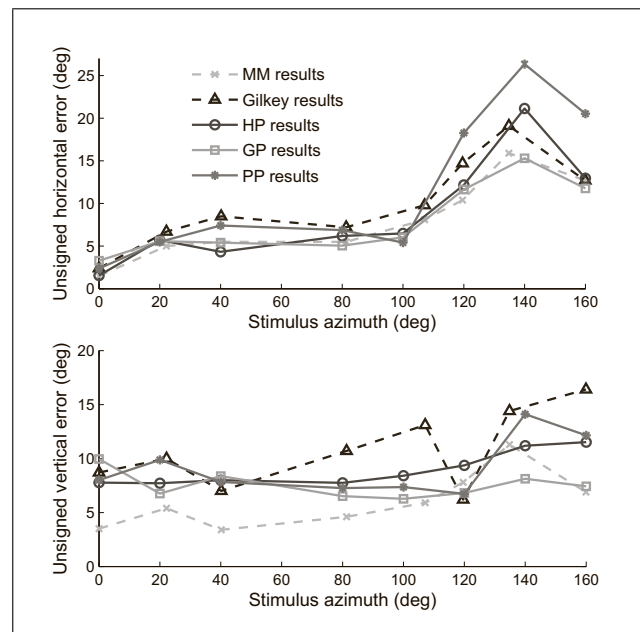 Unsigned horizontal error (deg)
25
20
15
10
5
0
MM results
Gilkey results
HP results
GP results
PP results
0 20 40 60 80 100 120 140 160
Stimulus azimuth (deg)
Unsigned vertical error (deg)
20
15
10
5
0
0 20 40 60 80 100 120 140 160
Stimulus azimuth (deg)